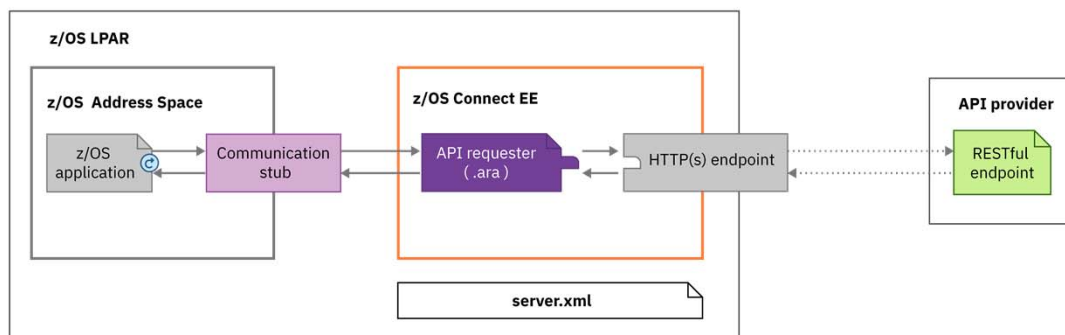 z/OS LPAR
z/OS Address Space
z/OS Connect EE
API provider
z/OS
application
Communication
stub
API requester
( .ara )
HTTP(s) endpoint
RESTful
endpoint
server.xml